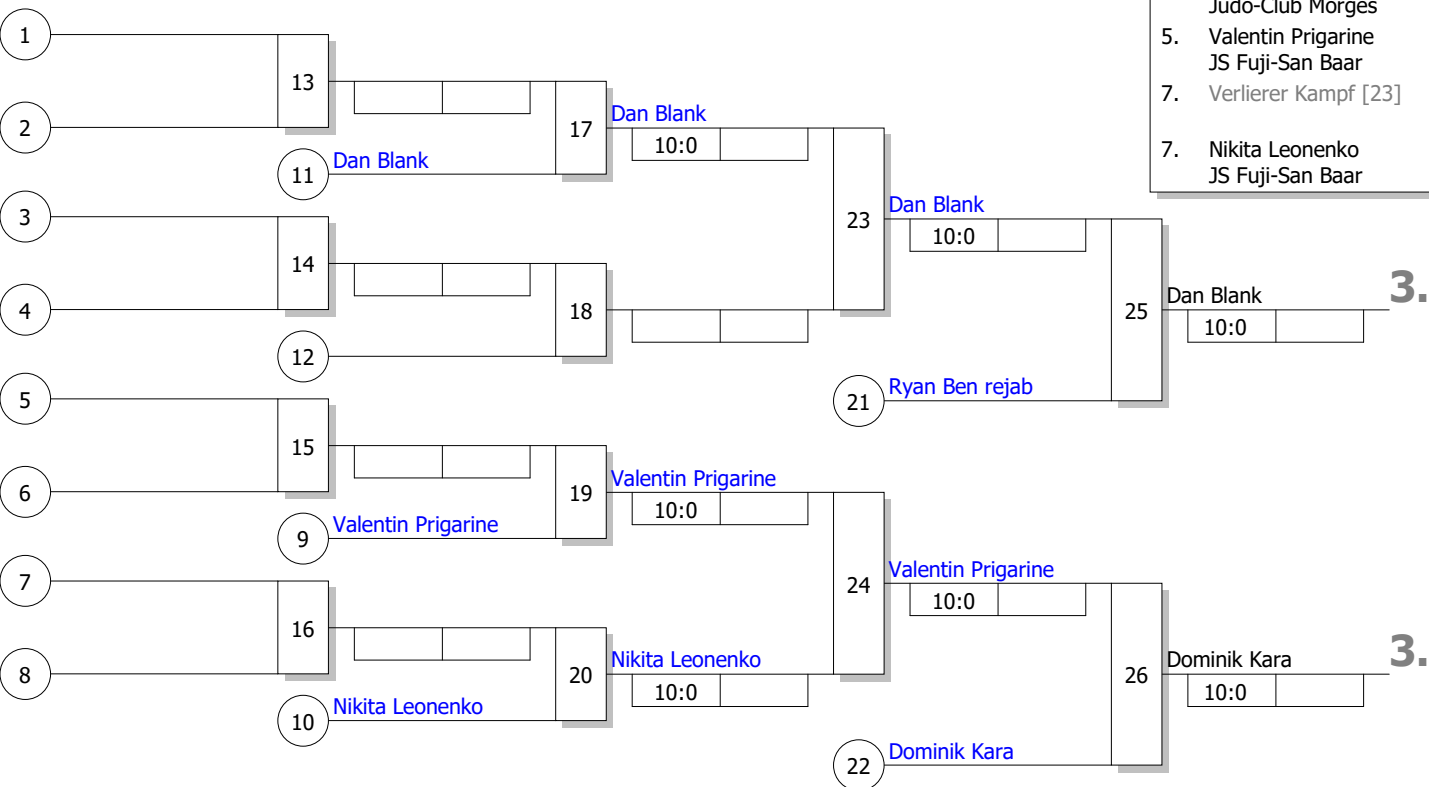 Judo-Club Morges
5. Valentin Prigarine
JS Fuji-San Baar
7. Verlierer Kampf [23]
7. Nikita Leonenko
JS Fuji-San Baar
1
13
2
17
Dan Blank
10:0
11
Dan Blank
3
14
4
18
12
23
Dan Blank
10:0
5
15
6
19
Valentin Prigarine
10:0
9
Valentin Prigarine
21
Ryan Ben rejab
25
Dan Blank
10:0
3.
7
16
8
20
Nikita Leonenko
10:0
10
Nikita Leonenko
24
Valentin Prigarine
10:0
22
Dominik Kara
26
Dominik Kara
10:0
3.